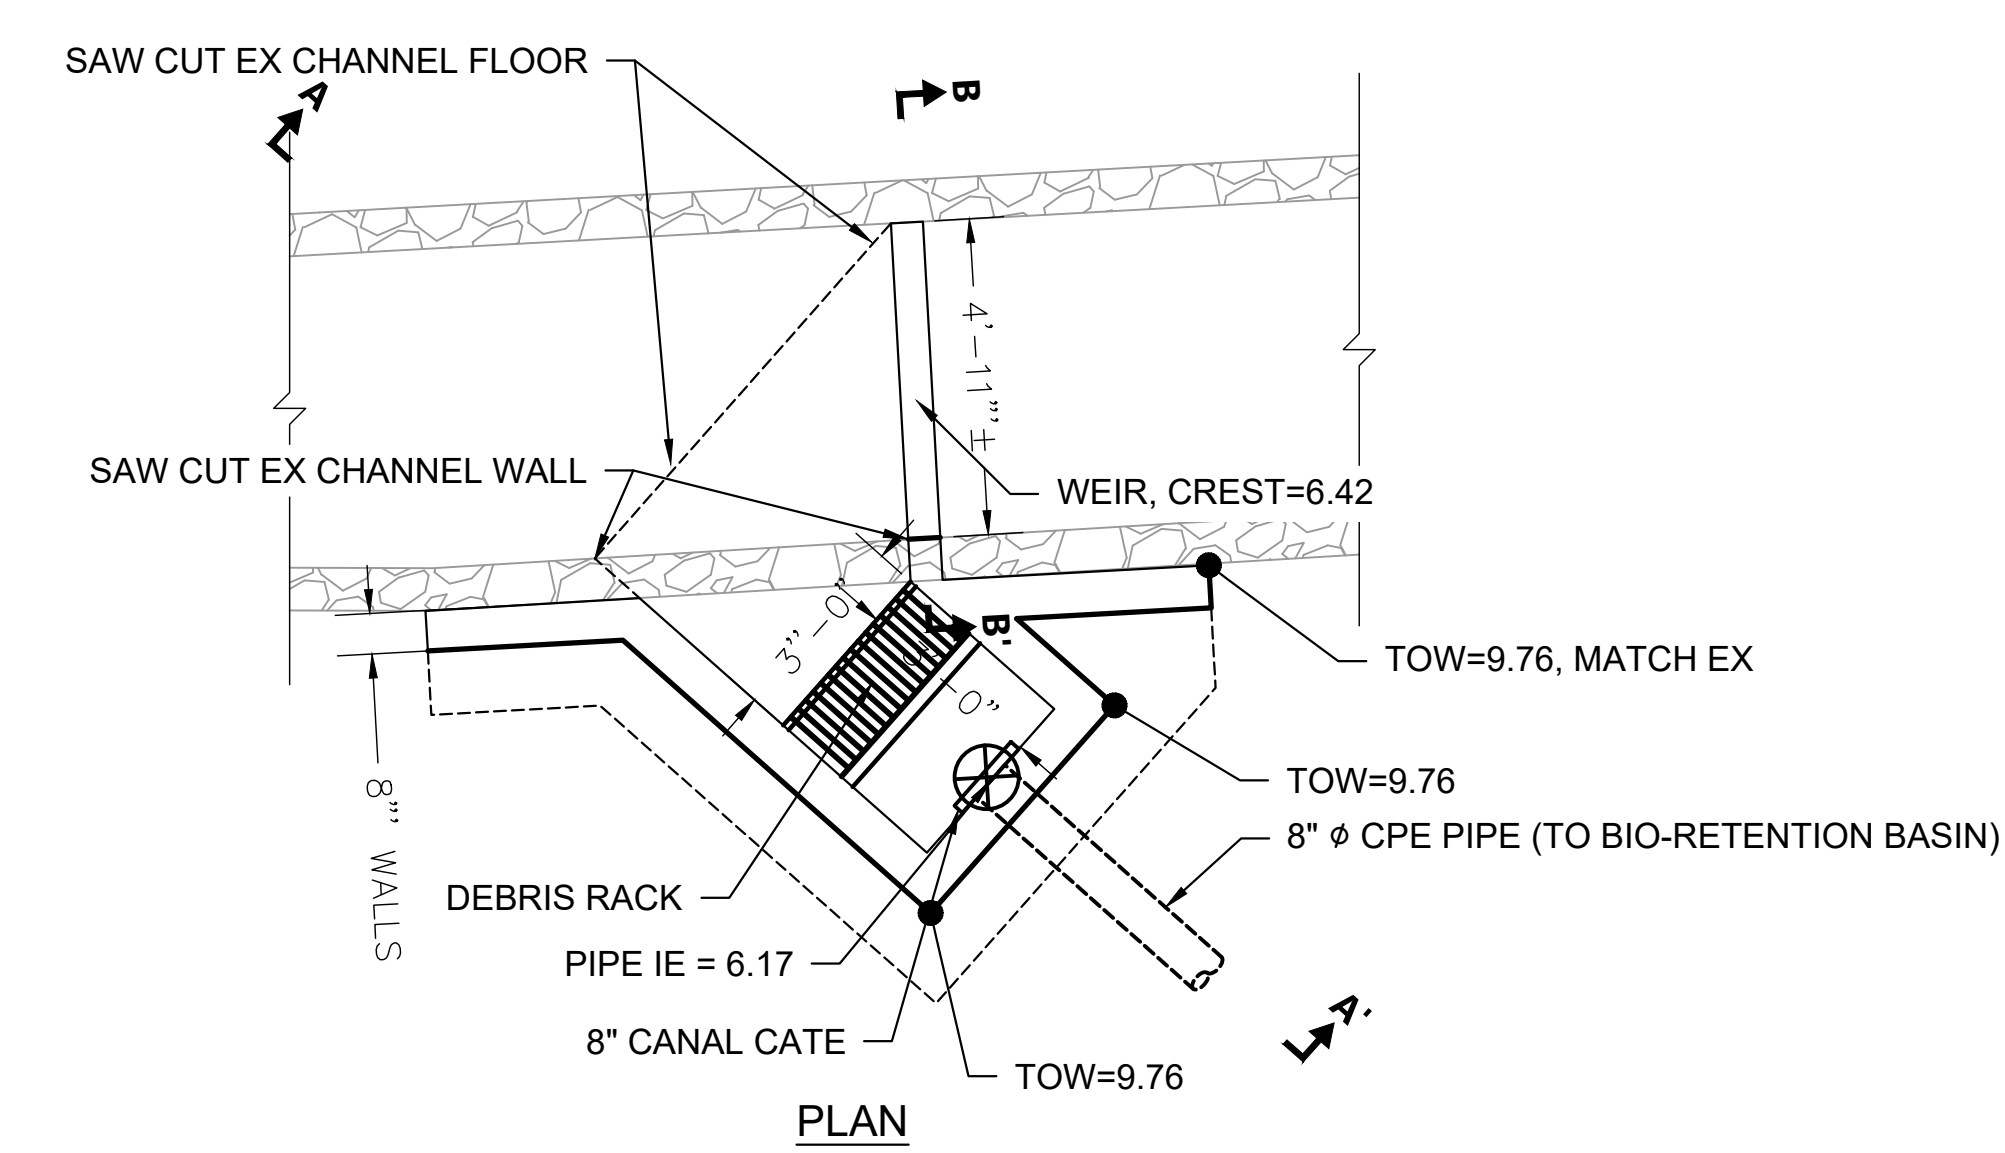 SAW CUT EX CHANNEL FLOOR
A
B
4'-11"±
SAW CUT EX CHANNEL WALL
WEIR, CREST=6.42
3"-0"
B'
TOW=9.76, MATCH EX
8" WALLS
TOW=9.76
8" ϕ CPE PIPE (TO BIO-RETENTION BASIN)
DEBRIS RACK
PIPE IE = 6.17
A'
8" CANAL CATE
TOW=9.76
PLAN